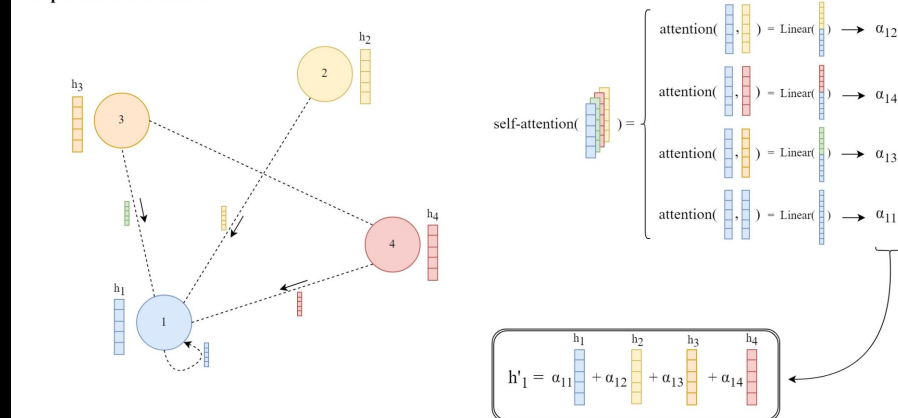 h₂
2
h₃
3
h₄
4
h₁
1
self-attention( ) =
attention( , ) = Linear( ) → α₁₂
attention( , ) = Linear( ) → α₁₄
attention( , ) = Linear( ) → α₁₃
attention( , ) = Linear( ) → α₁₁
h₁ h₂ h₃ h₄
h'₁ = α₁₁ + α₁₂ + α₁₃ + α₁₄